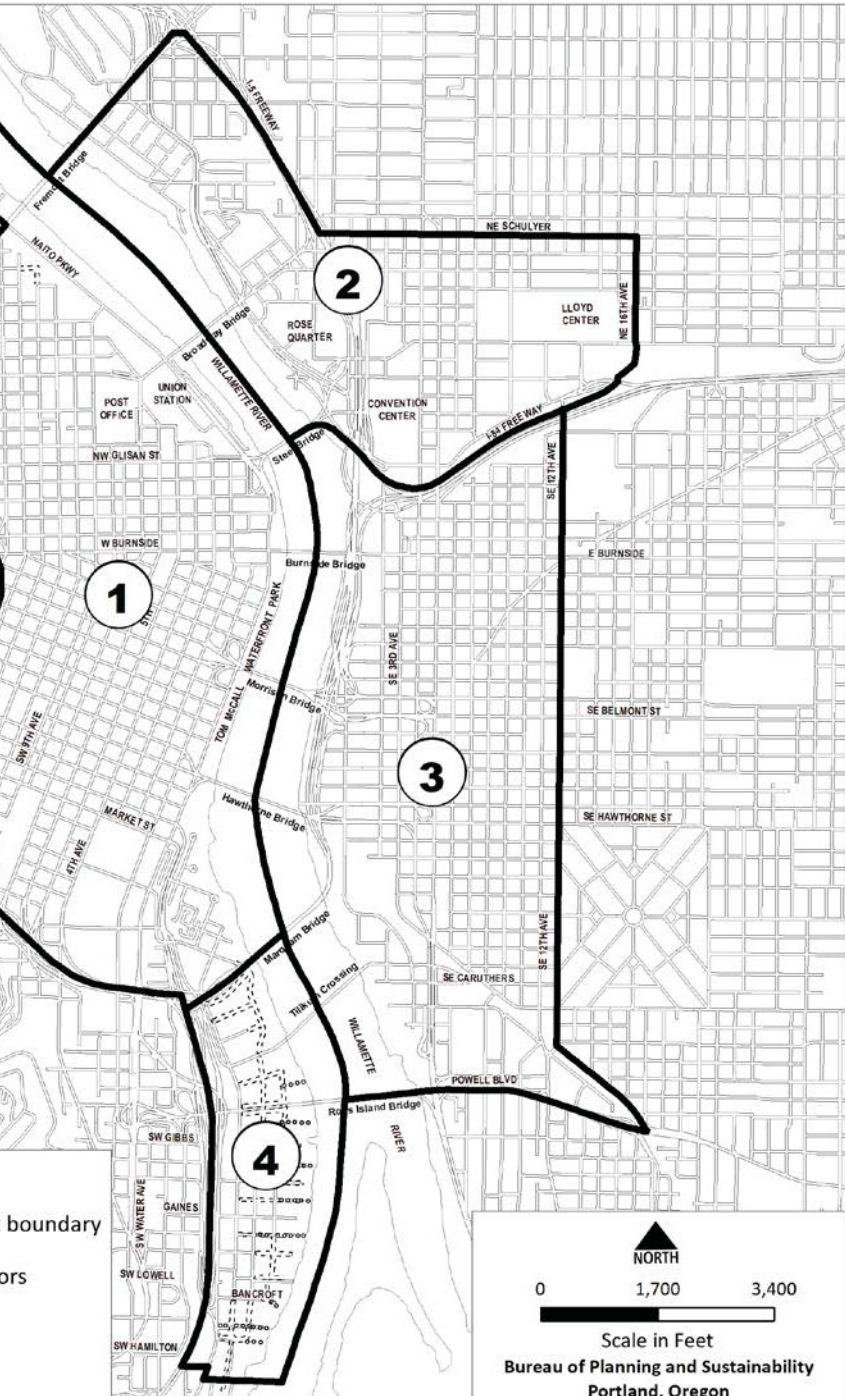 I-5 FREEWAY
Fremont Bridge
NAITO PKWY
NE SCHULYER
2
NE 16TH AVE
LLOYD
CENTER
ROSE
QUARTER
Broadway Bridge
WILLAMETTE RIVER
UNION
STATION
POST
OFFICE
CONVENTION
CENTER
I-84 FREEWAY
Steel Bridge
NW GLISAN ST
SE 12TH AVE
W BURNSIDE
E BURNSIDE
Burnside Bridge
1
5TH
TOM McCALL WATERFRONT PARK
SE 3RD AVE
Morrison Bridge
SE BELMONT ST
SW 9TH AVE
3
Hawthorne Bridge
MARKET ST
SE HAWTHORNE ST
4TH AVE
SE 12TH AVE
Marquam Bridge
SE CARUTHERS
Tilikum Crossing
WILLAMETTE
RIVER
POWELL BLVD
Ross Island Bridge
SW GIBBS
4
SW WATER AVE
GAINES
boundary
ors
SW LOWELL
BANCROFT
SW HAMILTON
NORTH
0 1,700 3,400
Scale in Feet
Bureau of Planning and Sustainability
Portland, Oregon